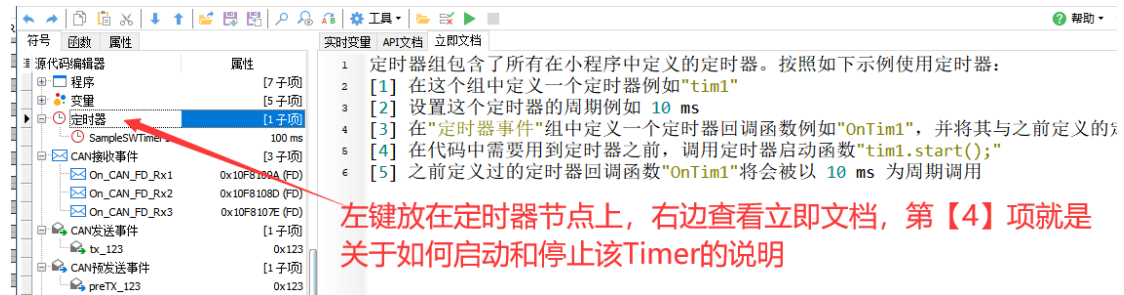 工具
帮助
符号 函数 属性
实时变量 API文档 立即文档
源代码编辑器 属性
程序 [7 子项]
变量 [5 子项]
定时器 [1 子项]
SampleSWTimer 100 ms
CAN接收事件 [3 子项]
On_CAN_FD_Rx1 (FD)
On_CAN_FD_Rx2 0x10F8108D (FD)
On_CAN_FD_Rx3 0x10F8107E (FD)
CAN发送事件 [1 子项]
tx_123 0x123
CAN预发送事件 [1 子项]
preTX_123 0x123
1 定时器组包含了所有在小程序中定义的定时器。按照如下示例使用定时器：
2 [1] 在这个组中定义一个定时器例如"tim1"
3 [2] 设置这个定时器的周期例如 10 ms
4 [3] 在"定时器事件"组中定义一个定时器回调函数例如"OnTim1"，并将其与之前定义的定
5 [4] 在代码中需要用到定时器之前，调用定时器启动函数"tim1.start();"
6 [5] 之前定义过的定时器回调函数"OnTim1"将会被以 10 ms 为周期调用
左键放在定时器节点上，右边查看立即文档，第【4】项就是
关于如何启动和停止该Timer的说明